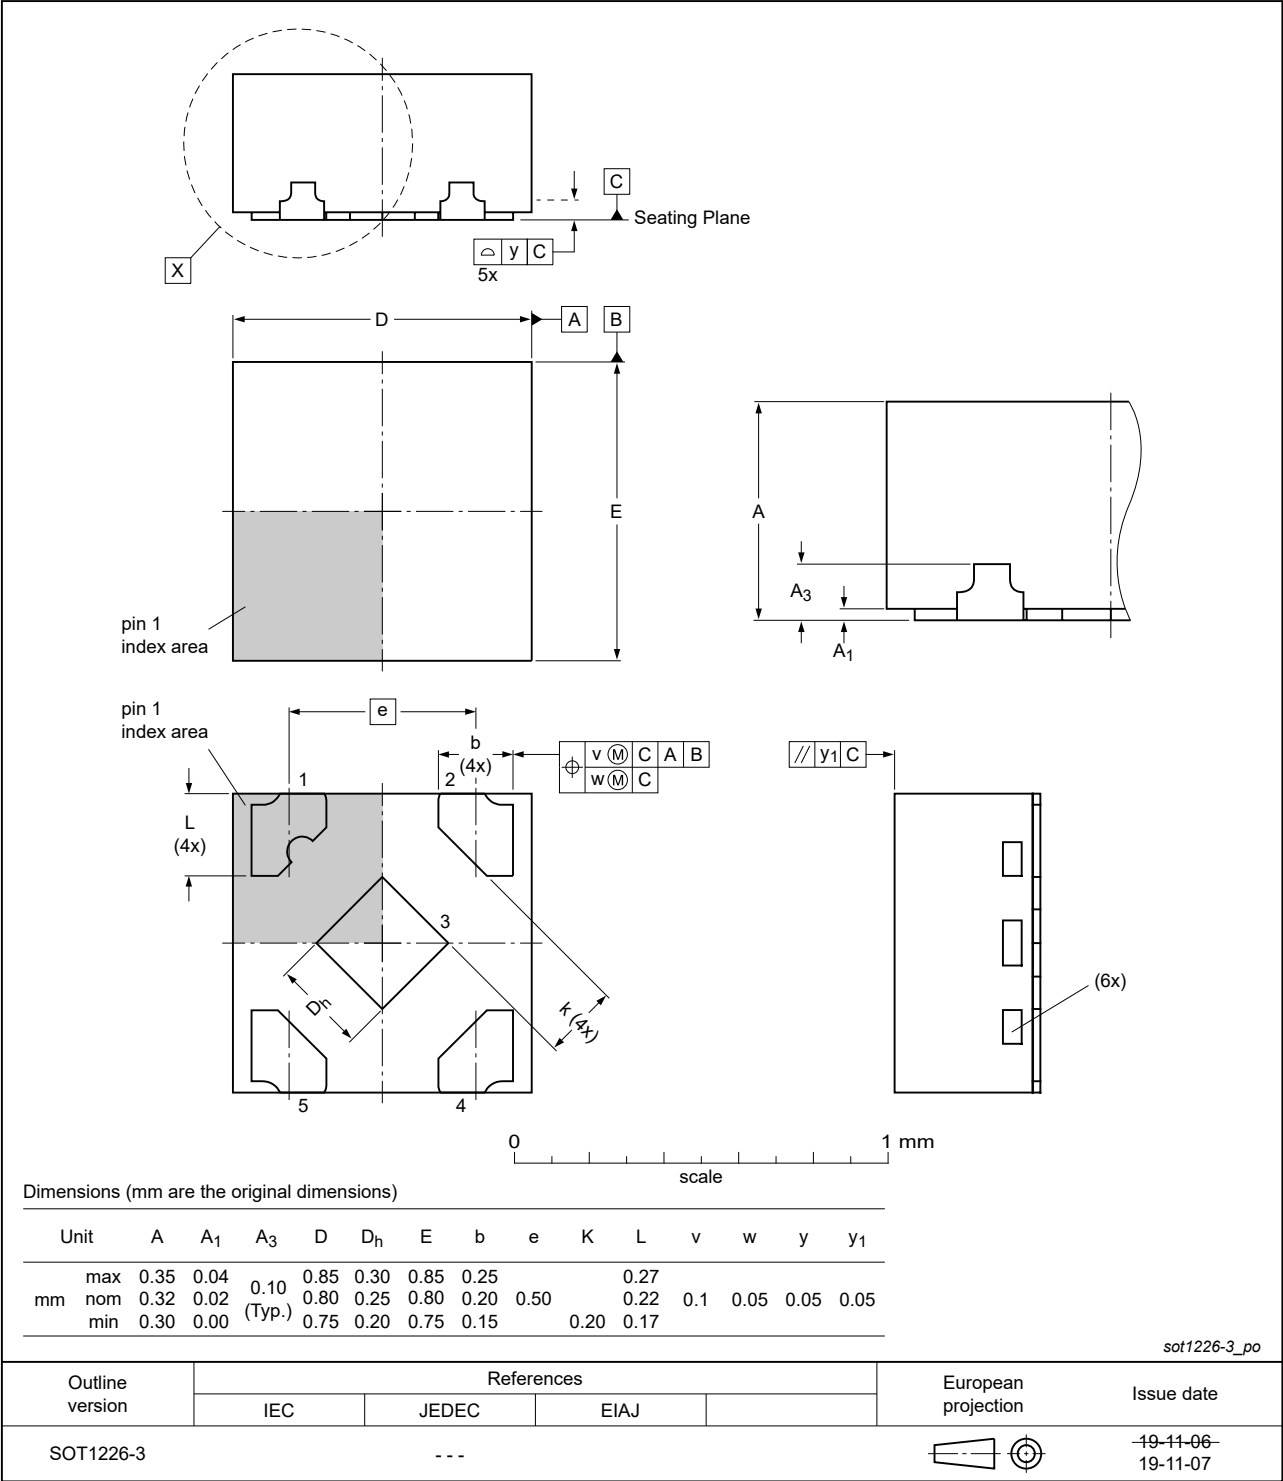 C
Seating Plane
⌓ y C
5x
X
D
A
B
E
pin 1
index area
A
A3
A1
pin 1
index area
e
b
(4x)
v Ⓜ C A B
w Ⓜ C
// y1 C
1
2
L
(4x)
3
Dh
k (4x)
(6x)
5
4
0
1 mm
scale
Dimensions (mm are the original dimensions)
Unit A A1 A3 D Dh E b e K L v w y y1
max 0.35 0.04 0.85 0.30 0.85 0.25 0.27
mm nom 0.32 0.02 0.10 (Typ.) 0.80 0.25 0.80 0.20 0.50 0.22 0.1 0.05 0.05 0.05
min 0.30 0.00 0.75 0.20 0.75 0.15 0.20 0.17
sot1226-3_po
Outline
version
References
IEC JEDEC EIAJ
European
projection
Issue date
SOT1226-3
- - -
19-11-06
19-11-07